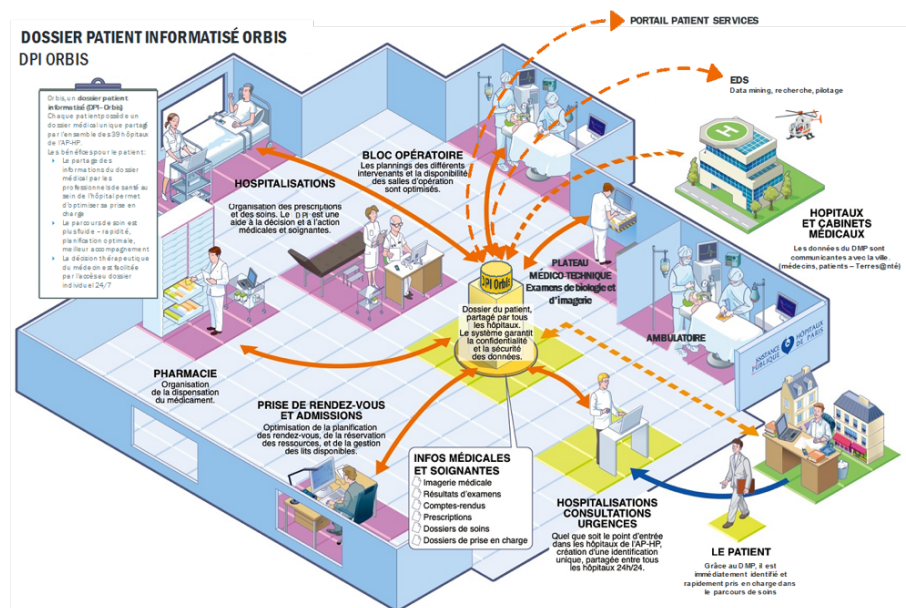 DOSSIER PATIENT INFORMATISÉ ORBIS
DPI ORBIS
Orbis, un dossier patient
informatisé (DPI- Orbis)
Chaque patient possède un
dossier médical unique partagé
par l'ensemble des 39 hôpitaux
de l'AP-HP.
Les bénéfices pour le patient :
Le partage des
informations du dossier
médical par les
professionnels de santé au
sein de l'hôpital permet
d'optimiser sa prise en
charge
Le parcours de soin est
plus fluide – rapidité,
planification optimale,
meilleur accompagnement
La décision thérapeutique
du médecin est facilitée
par l'accès au dossier
individuel 24/7
PORTAIL PATIENT SERVICES
EDS
Data mining, recherche, pilotage
HOPITAUX
ET CABINETS
MÉDICAUX
Les données du DMP sont
communicantes avec la ville.
(médecins, patients – Terres@nté)
BLOC OPÉRATOIRE
Les plannings des différents
intervenants et la disponibilité
des salles d'opération
sont optimisés.
HOSPITALISATIONS
Organisation des prescriptions
et des soins. Le DPI est une
aide à la décision et à l'action
médicales et soignantes.
PLATEAU
MÉDICO-TECHNIQUE
Examens de biologie et
d'imagerie
DPI Orbis
Dossier du patient,
partagé par tous
les hôpitaux.
Le système garantit
la confidentialité
et la sécurité
des données.
AMBULATOIRE
ASSISTANCE PUBLIQUE
HÔPITAUX DE PARIS
PHARMACIE
Organisation
de la dispensation
du médicament.
PRISE DE RENDEZ-VOUS
ET ADMISSIONS
Optimisation de la planification
des rendez-vous, de la réservation
des ressources, et de la gestion
des lits disponibles.
INFOS MÉDICALES
ET SOIGNANTES
Imagerie médicale
Résultats d'examens
Comptes-rendus
Prescriptions
Dossiers de soins
Dossiers de prise en charge
HOSPITALISATIONS
CONSULTATIONS
URGENCES
Quel que soit le point d'entrée
dans les hôpitaux de l'AP-HP,
création d'une identification
unique, partagée entre tous
les hôpitaux 24h/24.
LE PATIENT
Grâce au DMP, il est
immédiatement identifié et
rapidement pris en charge dans
le parcours de soins
H